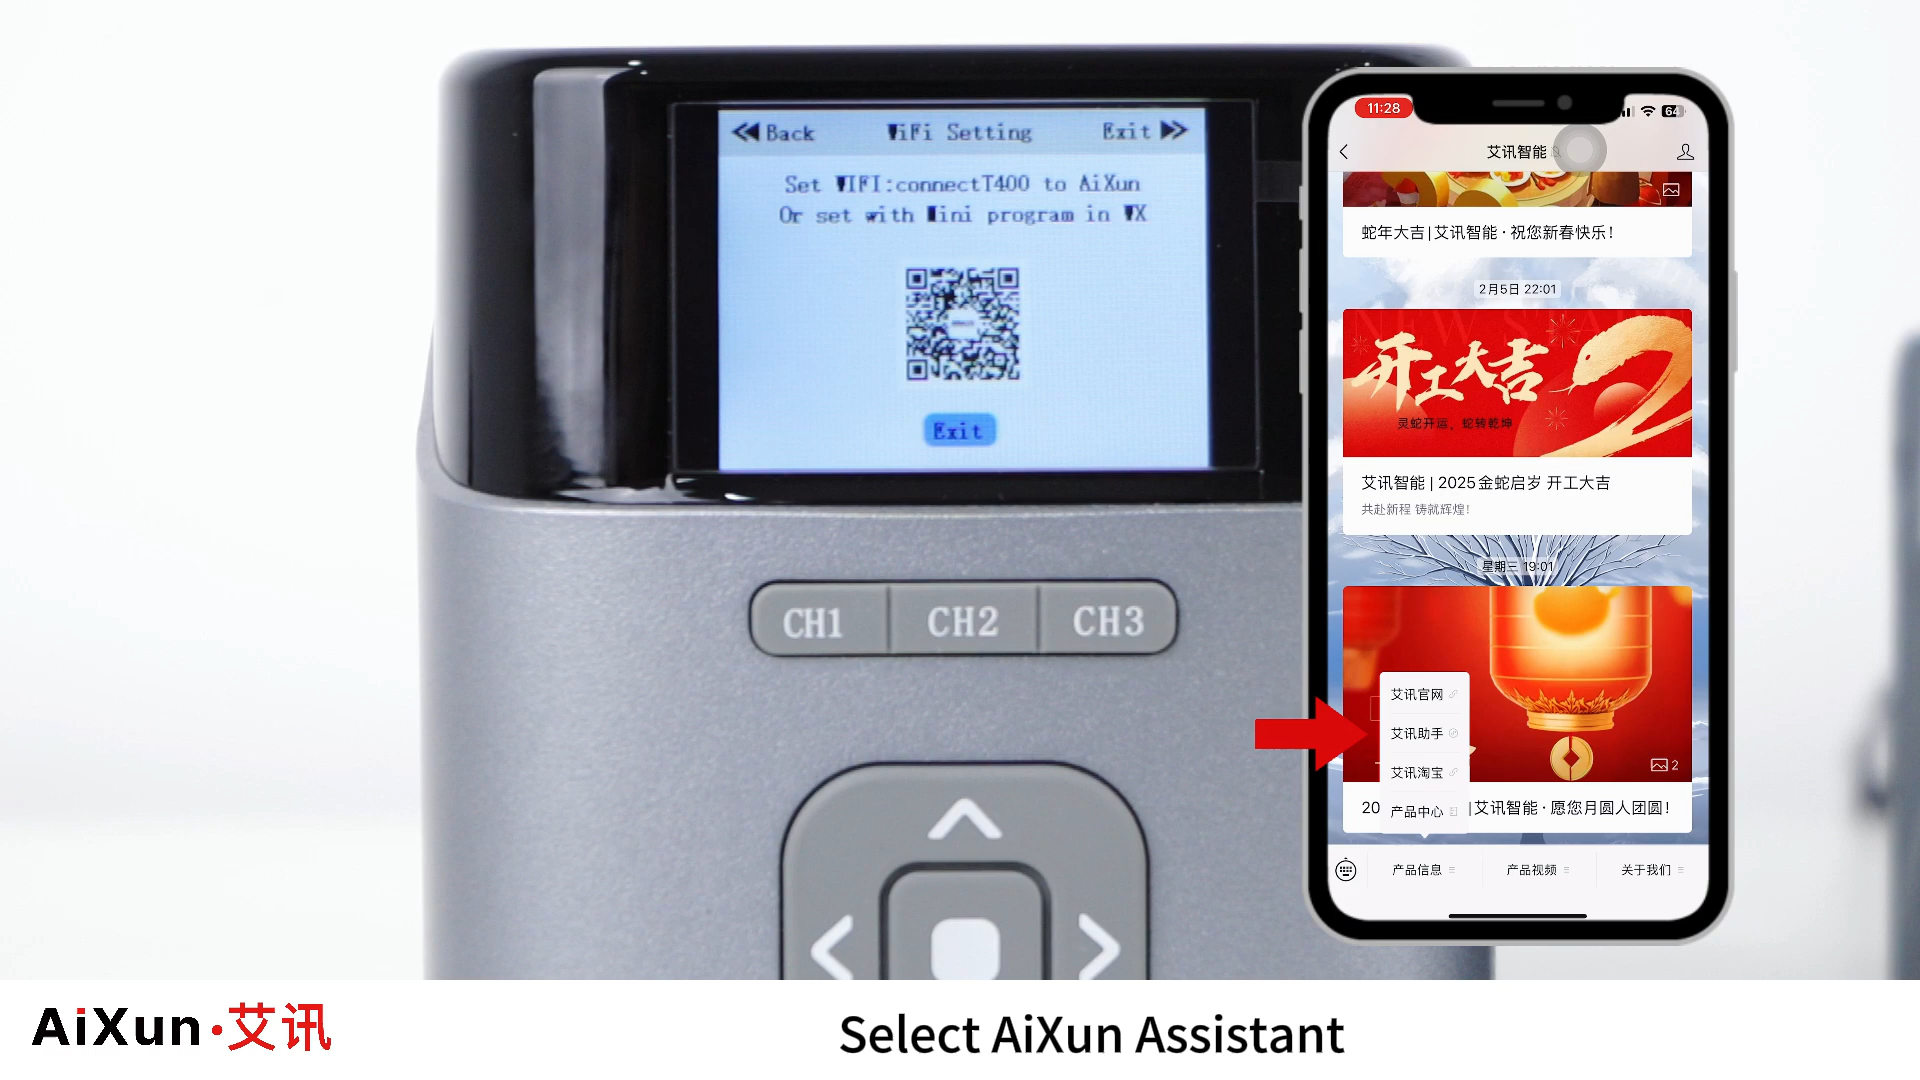 Back
WiFi Setting
Exit
Set WIFI:connectT400 to AiXun
Or set with Mini program in WX
Exit
CH1
CH2
CH3
11:28
64
艾讯智能
蛇年大吉|艾讯智能·祝您新春快乐!
2月5日 22:01
开工大吉
灵蛇开运，蛇转乾坤
艾讯智能 | 2025金蛇启岁 开工大吉
共赴新程 铸就辉煌!
星期三 19:01
艾讯官网
艾讯助手
艾讯淘宝
产品中心
2
20
|艾讯智能·愿您月圆人团圆!
产品信息
产品视频
关于我们
AiXun·艾讯
Select AiXun Assistant